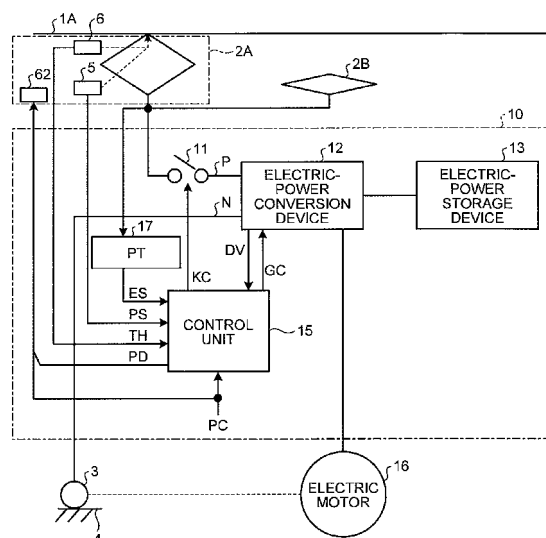 1A
6
2A
5
62
2B
10
11
P
12
13
ELECTRIC-
POWER
CONVERSION
DEVICE
ELECTRIC-
POWER
STORAGE
DEVICE
N
17
PT
DV
GC
KC
ES
PS
TH
PD
CONTROL
UNIT
15
PC
3
16
ELECTRIC
MOTOR
4